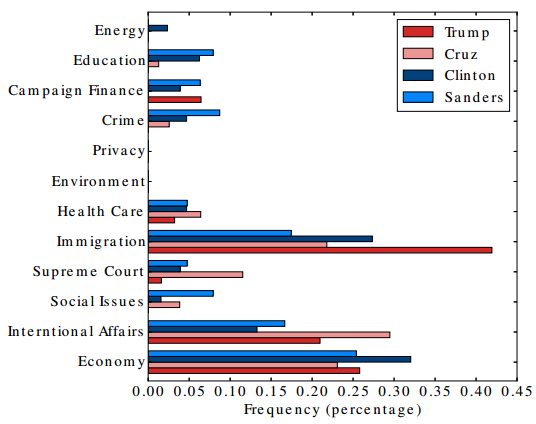 Energy
Education
Campaign Finance
Crime
Privacy
Environment
Health Care
Immigration
Supreme Court
Social Issues
Interntional Affairs
Economy
Trump
Cruz
Clinton
Sanders
0.00 0.05 0.10 0.15 0.20 0.25 0.30 0.35 0.40 0.45
Frequency (percentage)